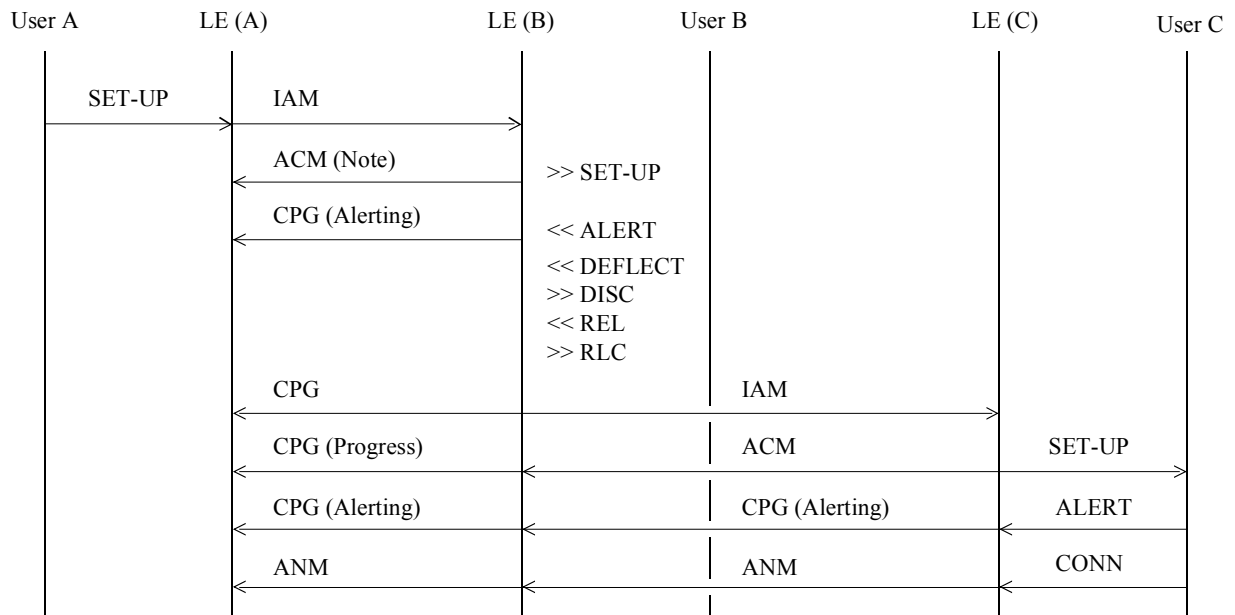 User A LE (A) LE (B) User B LE (C) User C
SET-UP IAM
ACM (Note) >> SET-UP
CPG (Alerting) << ALERT
<< DEFLECT
>> DISC
<< REL
>> RLC
CPG IAM
CPG (Progress) ACM SET-UP
CPG (Alerting) CPG (Alerting) ALERT
ANM ANM CONN